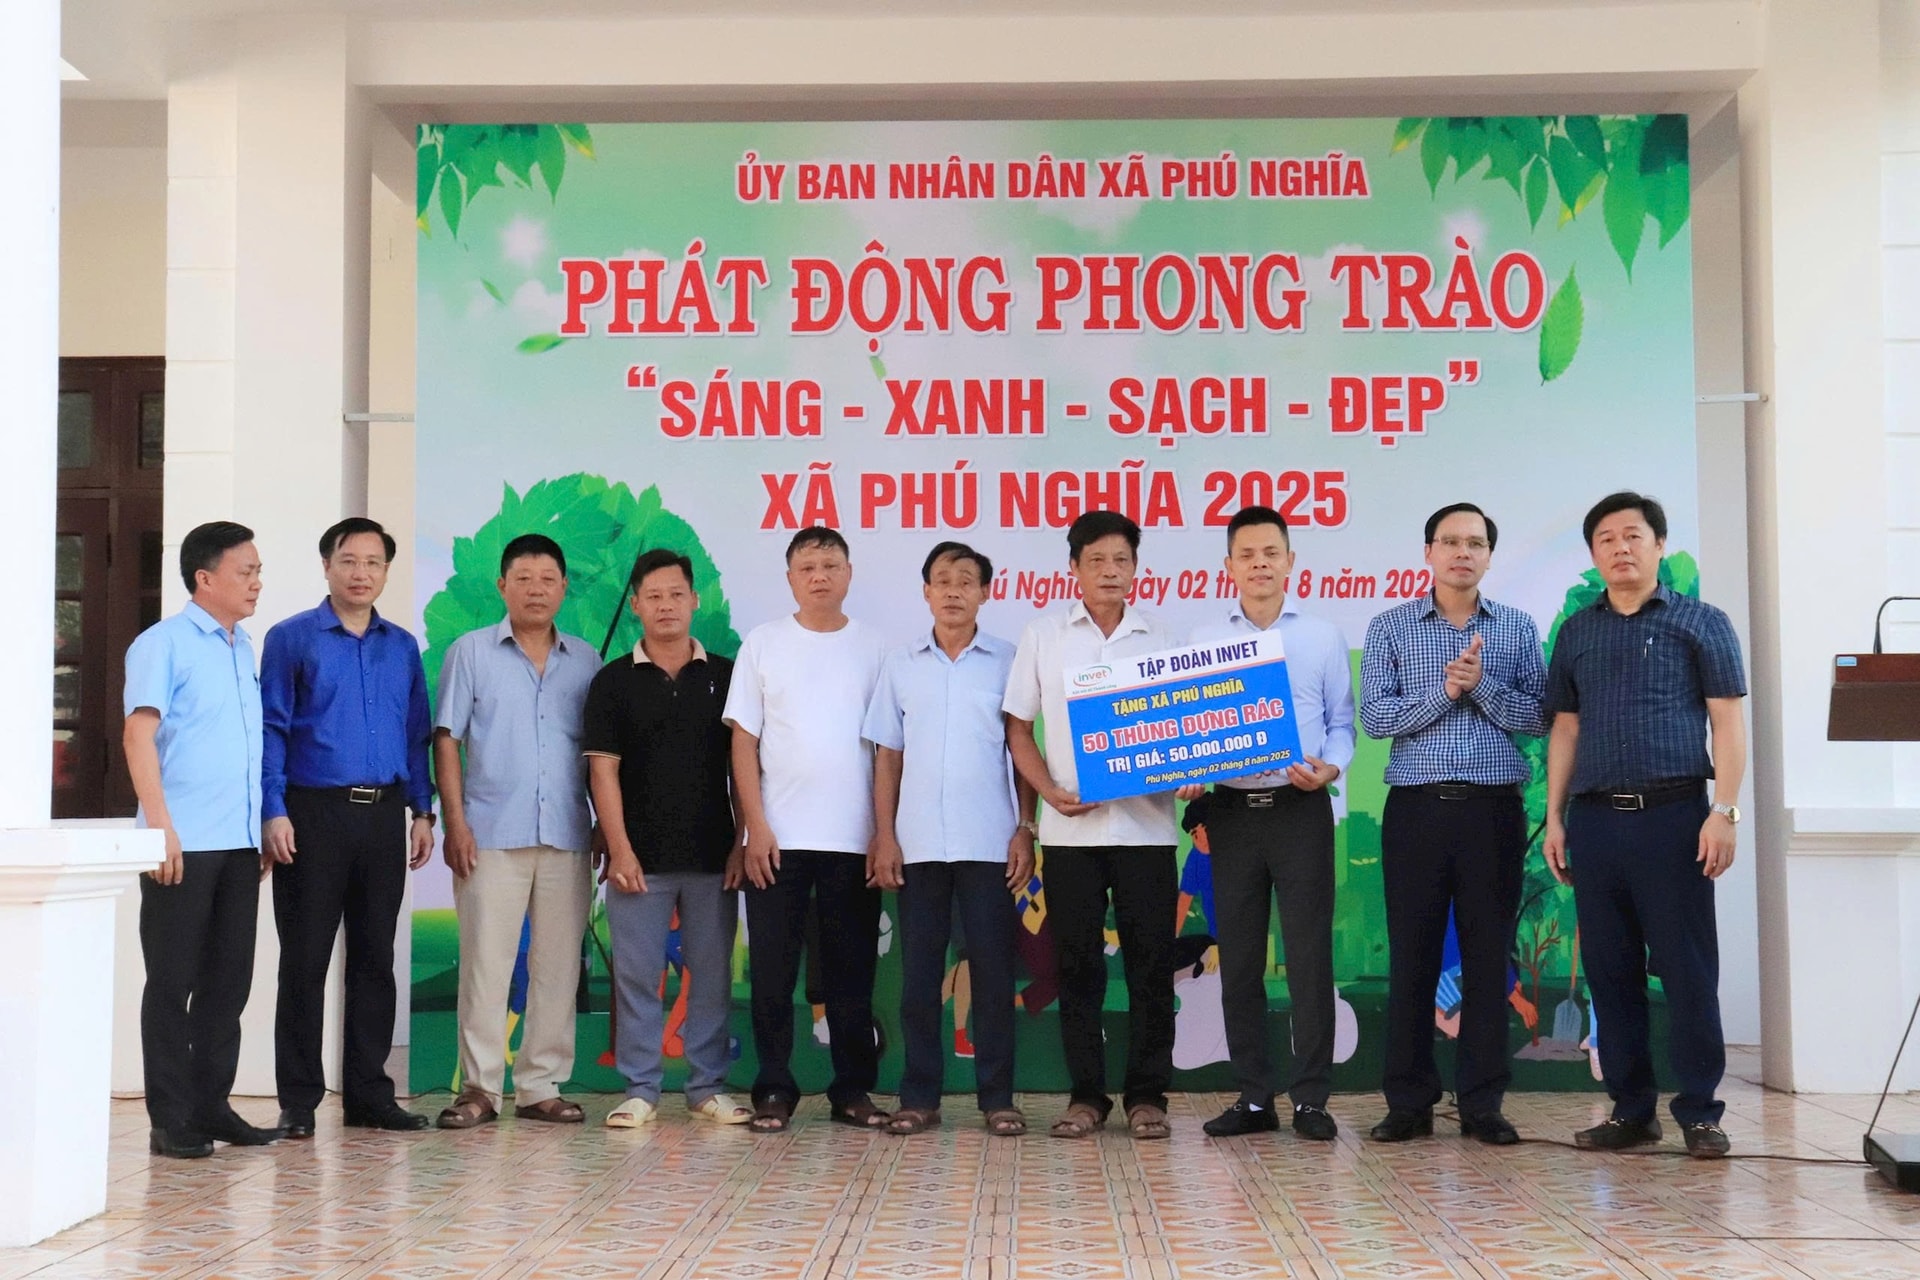 ỦY BAN NHÂN DÂN XÃ PHÚ NGHĨA
PHÁT ĐỘNG PHONG TRÀO
"SÁNG - XANH - SẠCH - ĐẸP"
XÃ PHÚ NGHĨA 2025
Nghĩa, ngày 02 8 năm
invet
TẬP ĐOÀN INVET
TẶNG XÃ PHÚ NGHĨA
50 THÙNG ĐỰNG RÁC
TRỊ GIÁ: 50.000.000 Đ
Phú Nghĩa, ngày 02 tháng 8 năm 2025